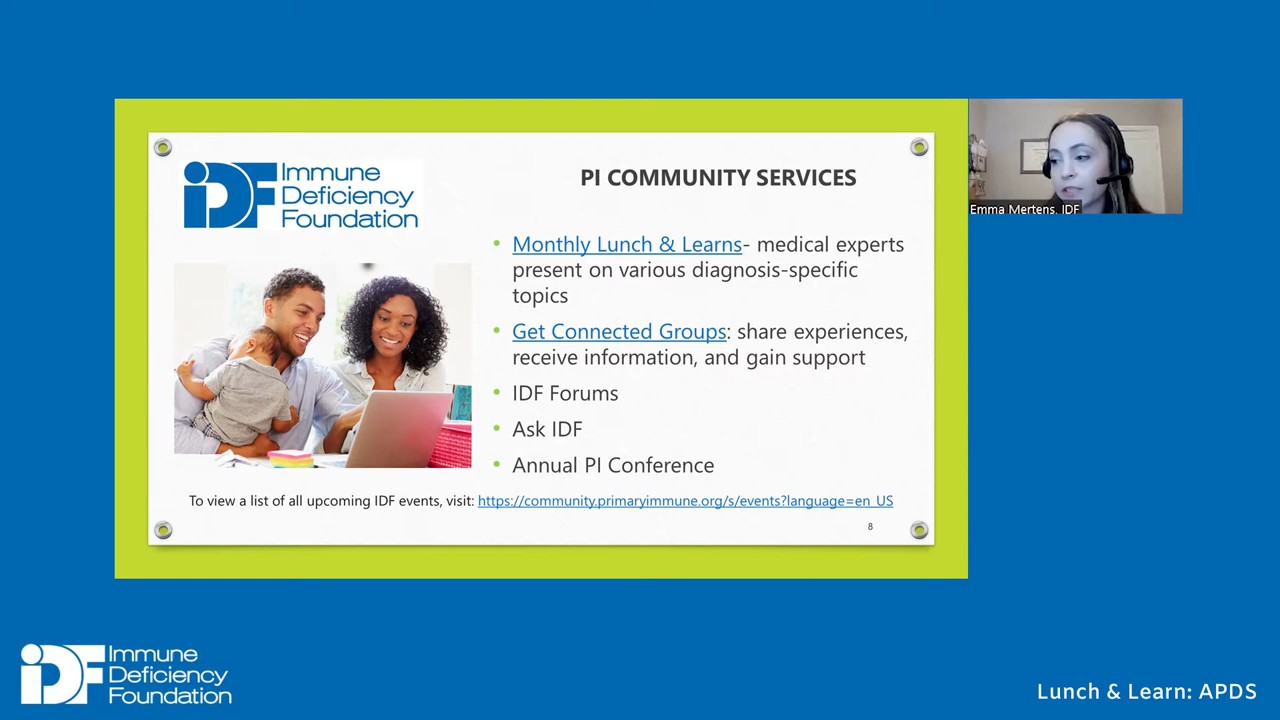 Immune
Deficiency
Foundation
PI COMMUNITY SERVICES
• Monthly Lunch & Learns- medical experts
present on various diagnosis-specific
topics
• Get Connected Groups: share experiences,
receive information, and gain support
• IDF Forums
• Ask IDF
• Annual PI Conference
To view a list of all upcoming IDF events, visit: https://community.primaryimmune.org/s/events?language=en_US
8
Emma Mertens, IDF
iDF Immune
Deficiency
Foundation
Lunch & Learn: APDS